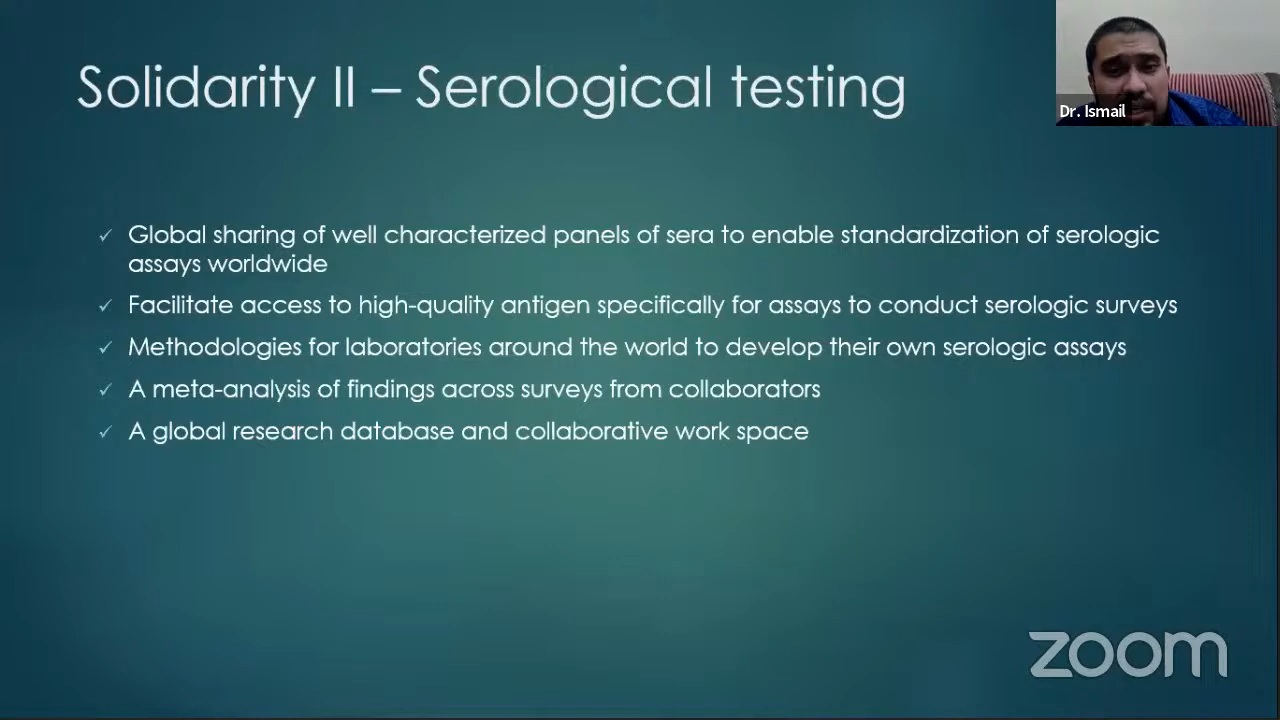 Solidarity II – Serological testing
Dr. Ismail
✓ Global sharing of well characterized panels of sera to enable standardization of serologic
assays worldwide
✓ Facilitate access to high-quality antigen specifically for assays to conduct serologic surveys
✓ Methodologies for laboratories around the world to develop their own serologic assays
✓ A meta-analysis of findings across surveys from collaborators
✓ A global research database and collaborative work space
zoom